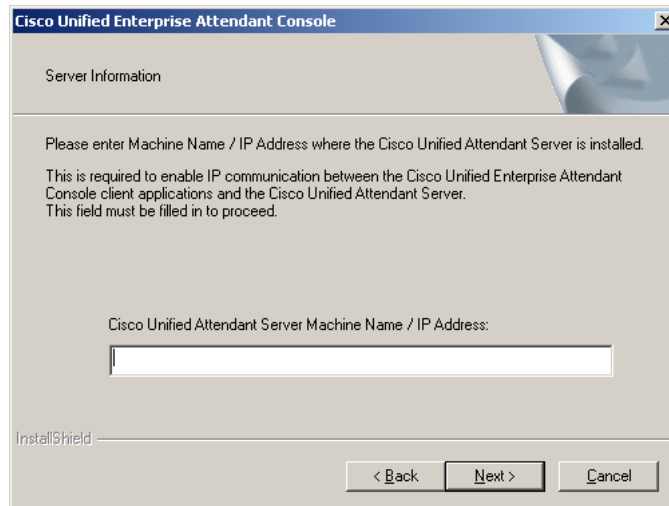 Cisco Unified Enterprise Attendant Console
Server Information
Please enter Machine Name / IP Address where the Cisco Unified Attendant Server is installed.
This is required to enable IP communication between the Cisco Unified Enterprise Attendant
Console client applications and the Cisco Unified Attendant Server.
This field must be filled in to proceed.
Cisco Unified Attendant Server Machine Name / IP Address:
InstallShield
< Back Next > Cancel